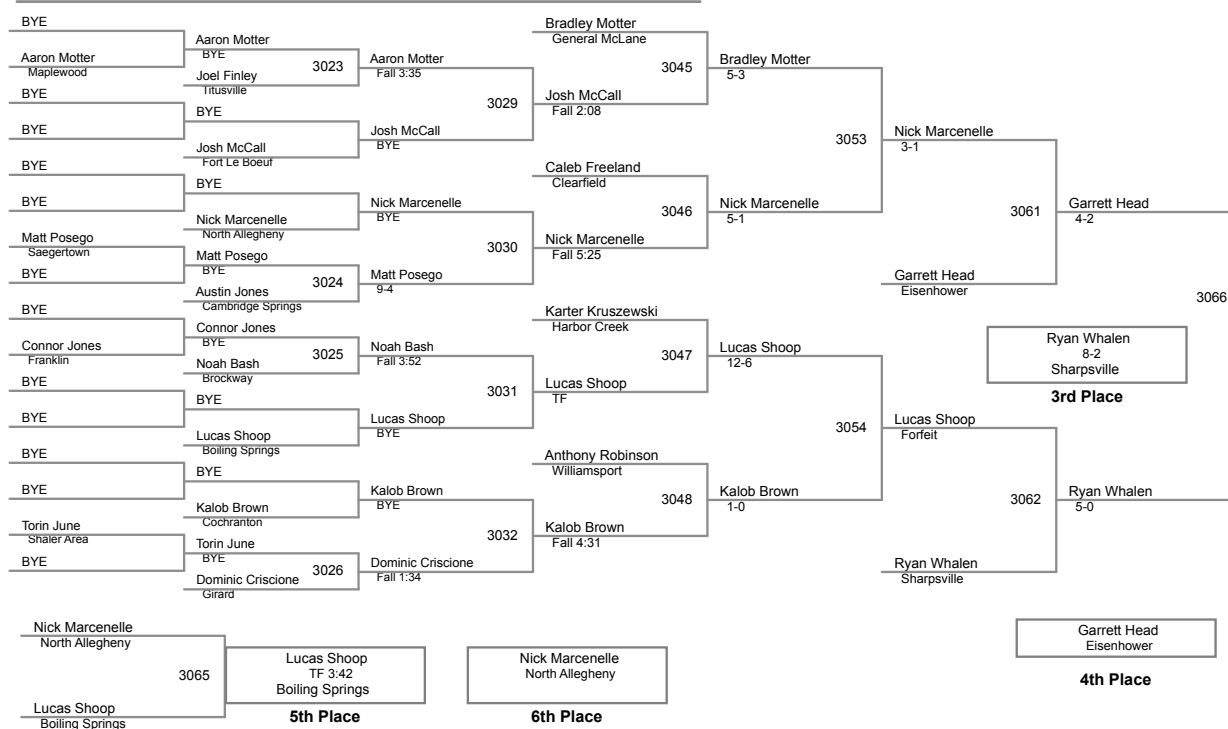 BYE
Aaron Motter
Maplewood
BYE
BYE
BYE
BYE
Matt Posego
Saegertown
BYE
BYE
Connor Jones
Franklin
BYE
BYE
BYE
BYE
Torin June
Shaler Area
BYE
Aaron Motter
BYE
3023
Joel Finley
Titusville
BYE
Josh McCall
Fort Le Boeuf
BYE
Nick Marcenelle
North Allegheny
Matt Posego
BYE
3024
Austin Jones
Cambridge Springs
Connor Jones
BYE
3025
Noah Bash
Brockway
BYE
Lucas Shoop
Boiling Springs
BYE
Kalob Brown
Cochranton
Torin June
BYE
3026
Dominic Criscione
Girard
Aaron Motter
Fall 3:35
3029
Josh McCall
BYE
Nick Marcenelle
BYE
3030
Matt Posego
9-4
Noah Bash
Fall 3:52
3031
Lucas Shoop
BYE
Kalob Brown
BYE
3032
Dominic Criscione
Fall 1:34
Bradley Motter
General McLane
3045
Josh McCall
Fall 2:08
Caleb Freeland
Clearfield
3046
Nick Marcenelle
Fall 5:25
Karter Kruszewski
Harbor Creek
3047
Lucas Shoop
TF
Anthony Robinson
Williamsport
3048
Kalob Brown
Fall 4:31
Bradley Motter
5-3
3053
Nick Marcenelle
5-1
Lucas Shoop
12-6
3054
Kalob Brown
1-0
Nick Marcenelle
3-1
3061
Garrett Head
Eisenhower
Lucas Shoop
Forfeit
3062
Ryan Whalen
Sharpsville
Garrett Head
4-2
3066
Ryan Whalen
8-2
Sharpsville
3rd Place
Ryan Whalen
5-0
Garrett Head
Eisenhower
4th Place
Nick Marcenelle
North Allegheny
3065
Lucas Shoop
Boiling Springs
Lucas Shoop
TF 3:42
Boiling Springs
5th Place
Nick Marcenelle
North Allegheny
6th Place